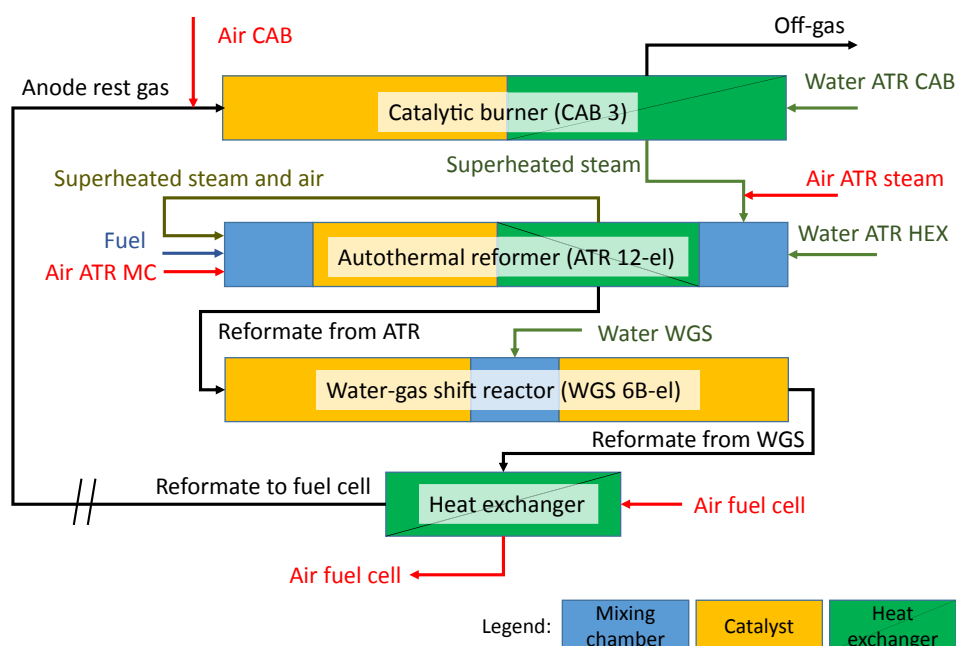 Off-gas
Air CAB
Anode rest gas
Water ATR CAB
Catalytic burner (CAB 3)
Superheated steam
Superheated steam and air
Air ATR steam
Fuel
Water ATR HEX
Autothermal reformer (ATR 12-el)
Air ATR MC
Reformate from ATR
Water WGS
Water-gas shift reactor (WGS 6B-el)
Reformate from WGS
Reformate to fuel cell
Heat exchanger
Air fuel cell
Air fuel cell
Legend:
Mixing
chamber
Catalyst
Heat
exchanger